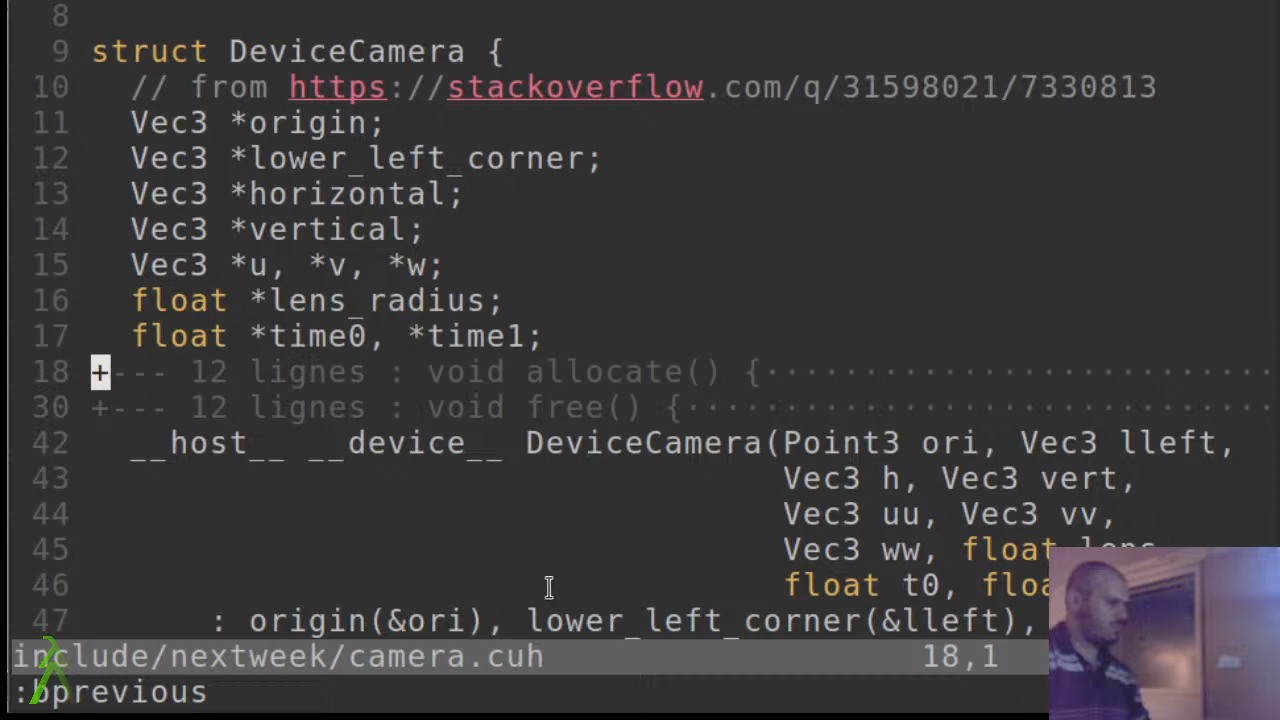 8
9 struct DeviceCamera {
10 // from https://stackoverflow.com/q/31598021/7330813
11 Vec3 *origin;
12 Vec3 *lower_left_corner;
13 Vec3 *horizontal;
14 Vec3 *vertical;
15 Vec3 *u, *v, *w;
16 float *lens_radius;
17 float *time0, *time1;
18 +--- 12 lignes : void allocate() {··························
30 +--- 12 lignes : void free() {······························
42 __host__ __device__ DeviceCamera(Point3 ori, Vec3 lleft,
43 Vec3 h, Vec3 vert,
44 Vec3 uu, Vec3 vv,
45 Vec3 ww, float
46 float t0,
47 : origin(&ori), lower_left_corner(&lleft),
include/nextweek/camera.cuh 18,1
:bprevious